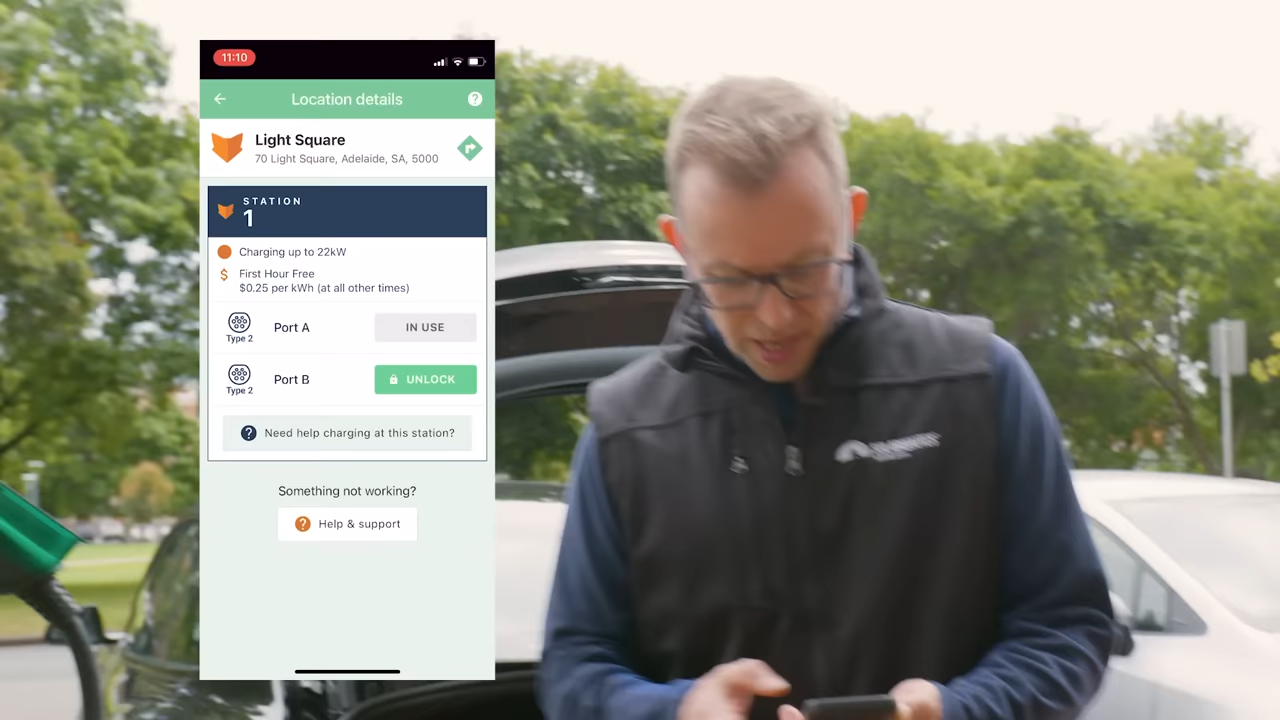 11:10
Location details
Light Square
70 Light Square, Adelaide, SA, 5000
STATION
1
Charging up to 22kW
$
First Hour Free
$0.25 per kWh (at all other times)
Type 2
Port A
IN USE
Type 2
Port B
UNLOCK
Need help charging at this station?
Something not working?
Help & support